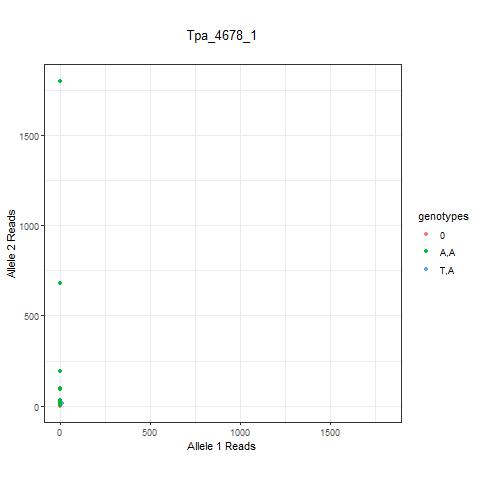 Tpa_4678_1
Allele 2 Reads
1500
1000
500
0
0 500 1000 1500
Allele 1 Reads
genotypes
0
A,A
T,A